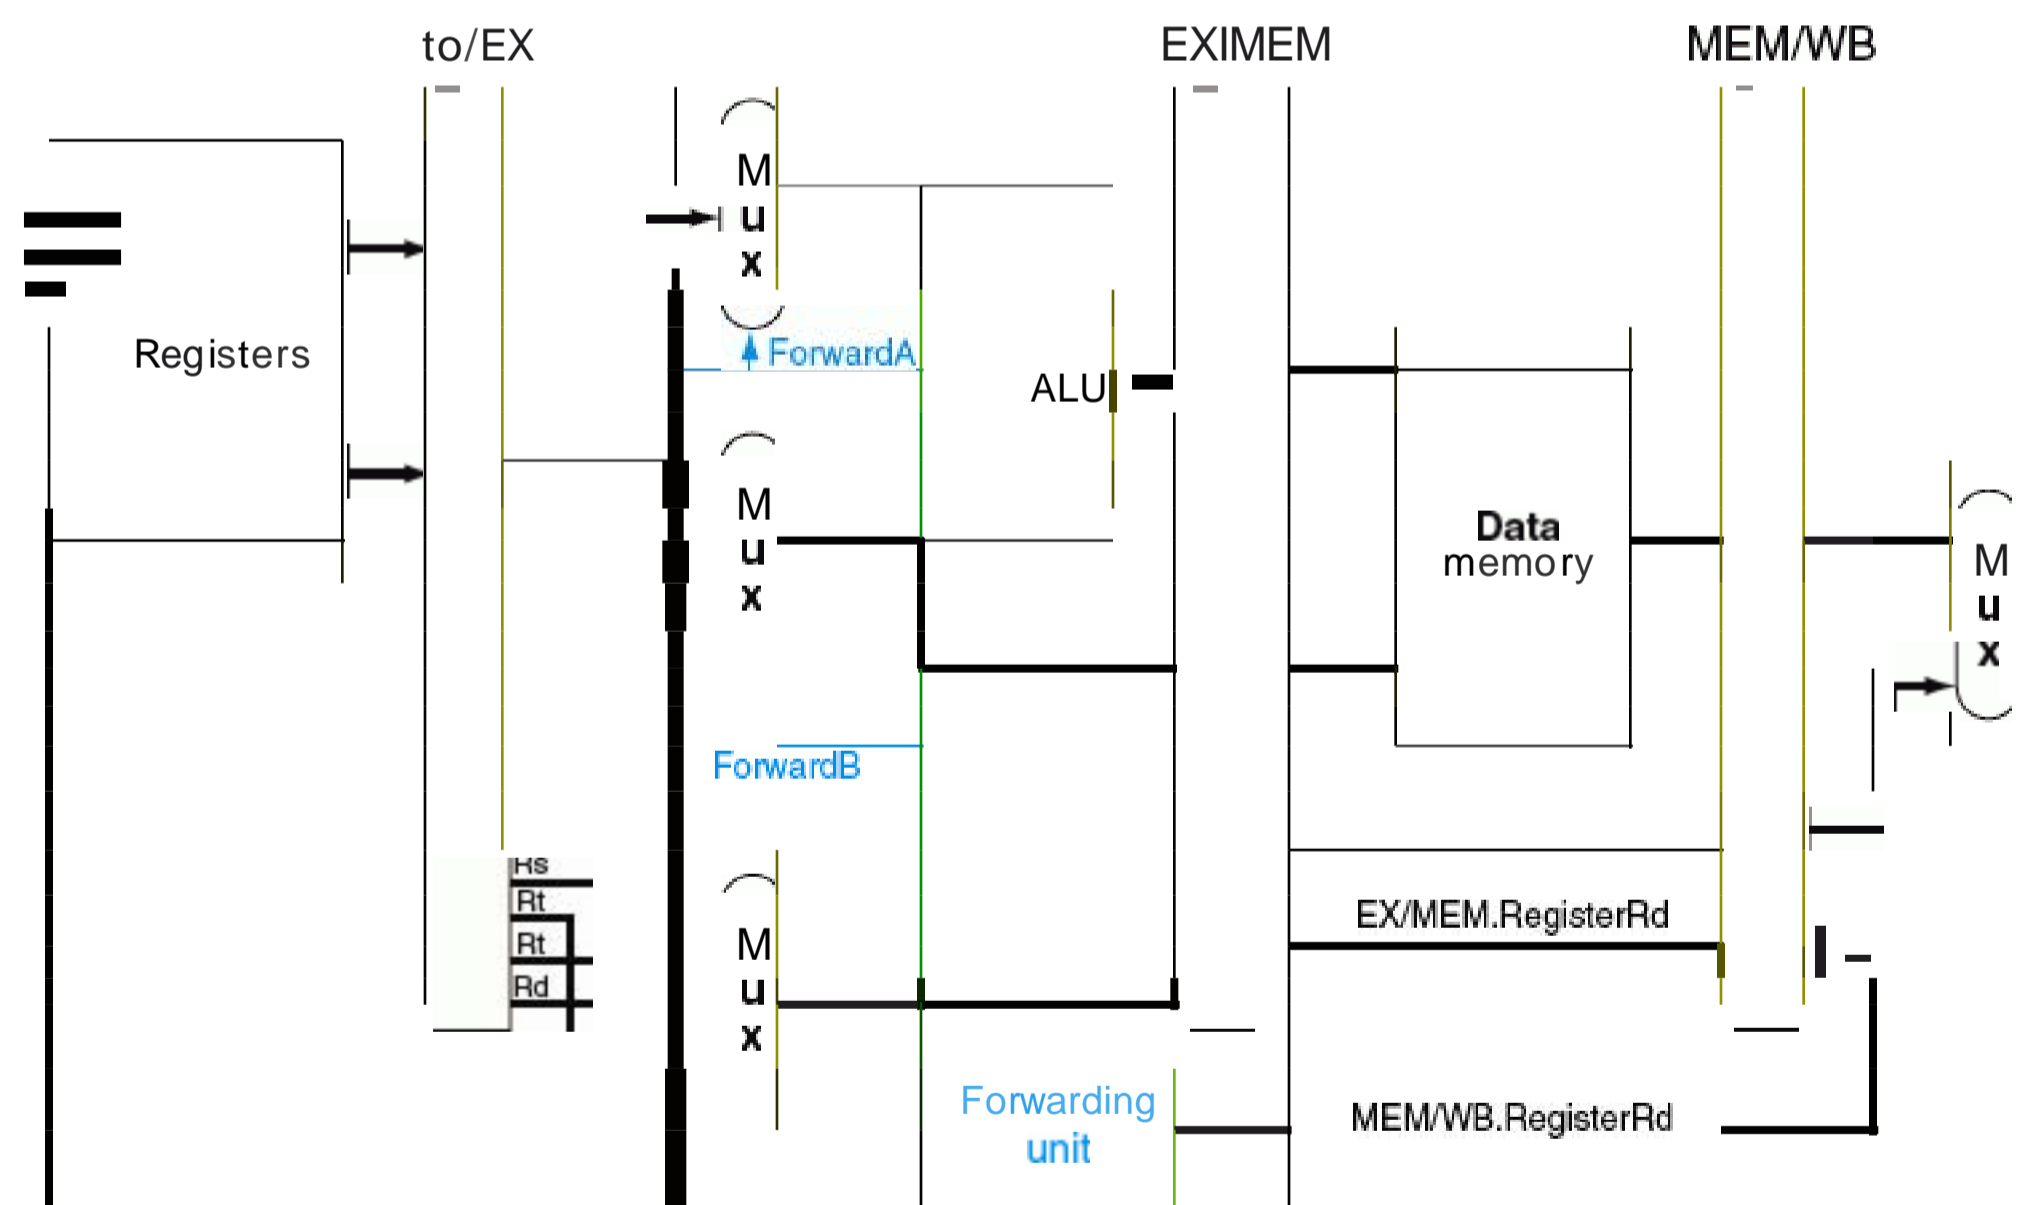 to/EX
EXIMEM
MEM/WB
M
u
x
Registers
ForwardA
ALU
M
u
x
Data
memory
M
u
x
ForwardB
Rs
Rt
Rt
Rd
M
u
x
EX/MEM.RegisterRd
Forwarding
unit
MEM/WB.RegisterRd